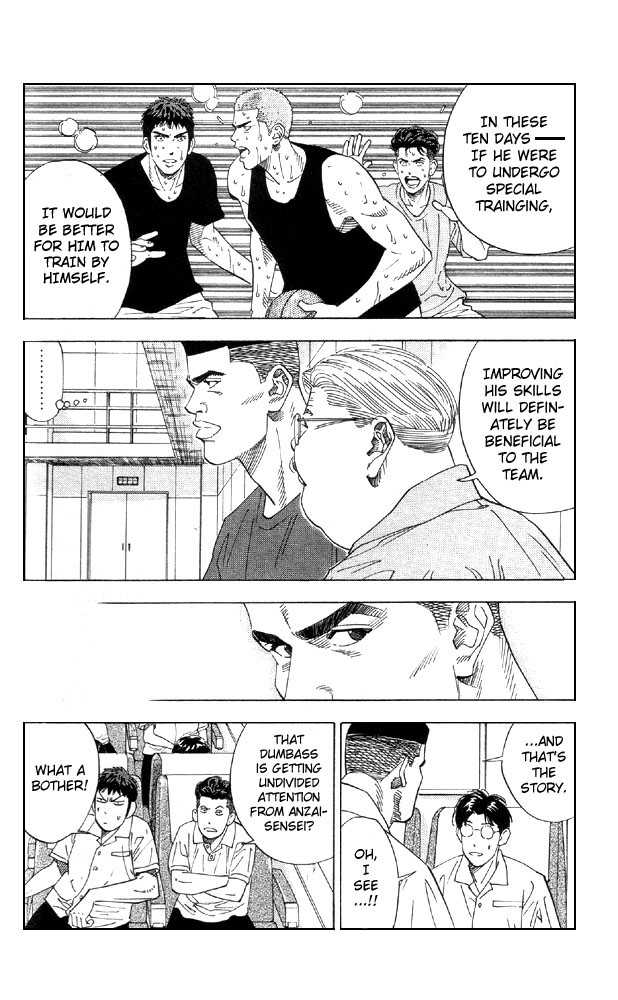 IN THESE
TEN DAYS ——
IF HE WERE
TO UNDERGO
SPECIAL
TRAINGING,
IT WOULD
BE BETTER
FOR HIM TO
TRAIN BY
HIMSELF.
IMPROVING
HIS SKILLS
WILL DEFIN-
ATELY BE
BENEFICIAL
TO THE
TEAM.
.........
...AND
THAT'S
THE
STORY.
OH,
I
SEE
...!!
THAT
DUMBASS
IS GETTING
UNDIVIDED
ATTENTION
FROM ANZAI-
SENSEI?
WHAT A
BOTHER!